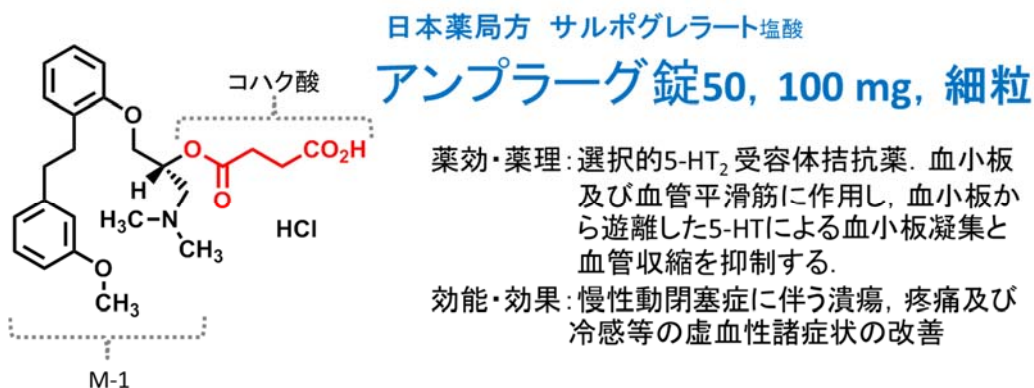 日本薬局方 サルポグレラート塩酸
アンプラーグ錠50, 100 mg, 細粒
コハク酸
O
O
CO₂H
O
H
H₃C
N
CH₃
HCl
O
CH₃
M-1
薬効・薬理：選択的5-HT₂受容体拮抗薬．血小板
及び血管平滑筋に作用し，血小板
から遊離した5-HTによる血小板凝集と
血管収縮を抑制する．
効能・効果：慢性動閉塞症に伴う潰瘍，疼痛及び
冷感等の虚血性諸症状の改善